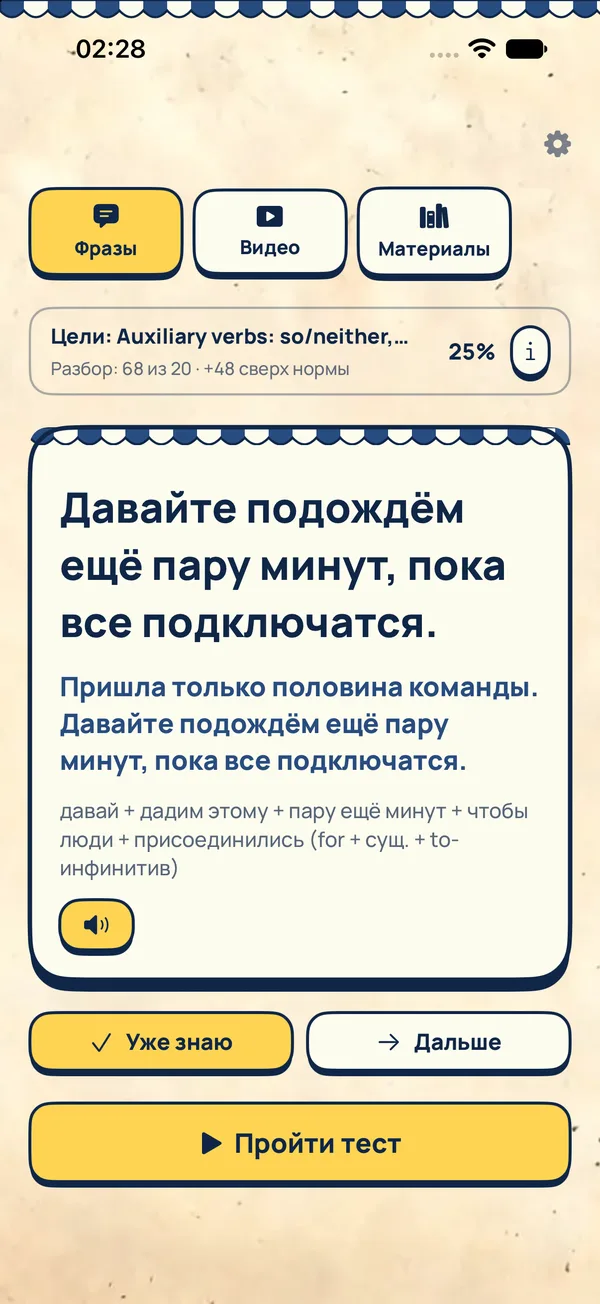 02:28
Фразы
Видео
Материалы
Цели: Auxiliary verbs: so/neither,...
Разбор: 68 из 20 · +48 сверх нормы
25%
i
Давайте подождём
ещё пару минут, пока
все подключатся.
Пришла только половина команды.
Давайте подождём ещё пару
минут, пока все подключатся.
давай + дадим этому + пару ещё минут + чтобы
люди + присоединились (for + сущ. + to-
инфинитив)
Уже знаю
Дальше
Пройти тест